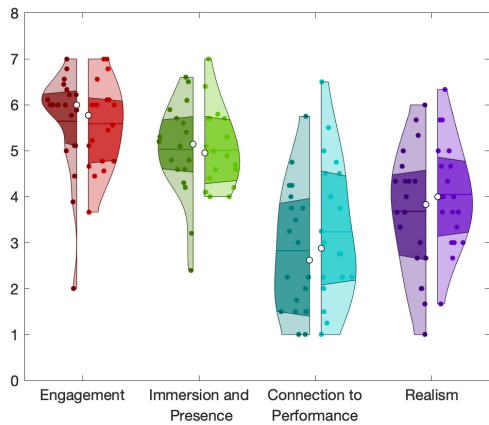 8
7
6
5
4
3
2
1
0
Engagement
Immersion and
Presence
Connection to
Performance
Realism